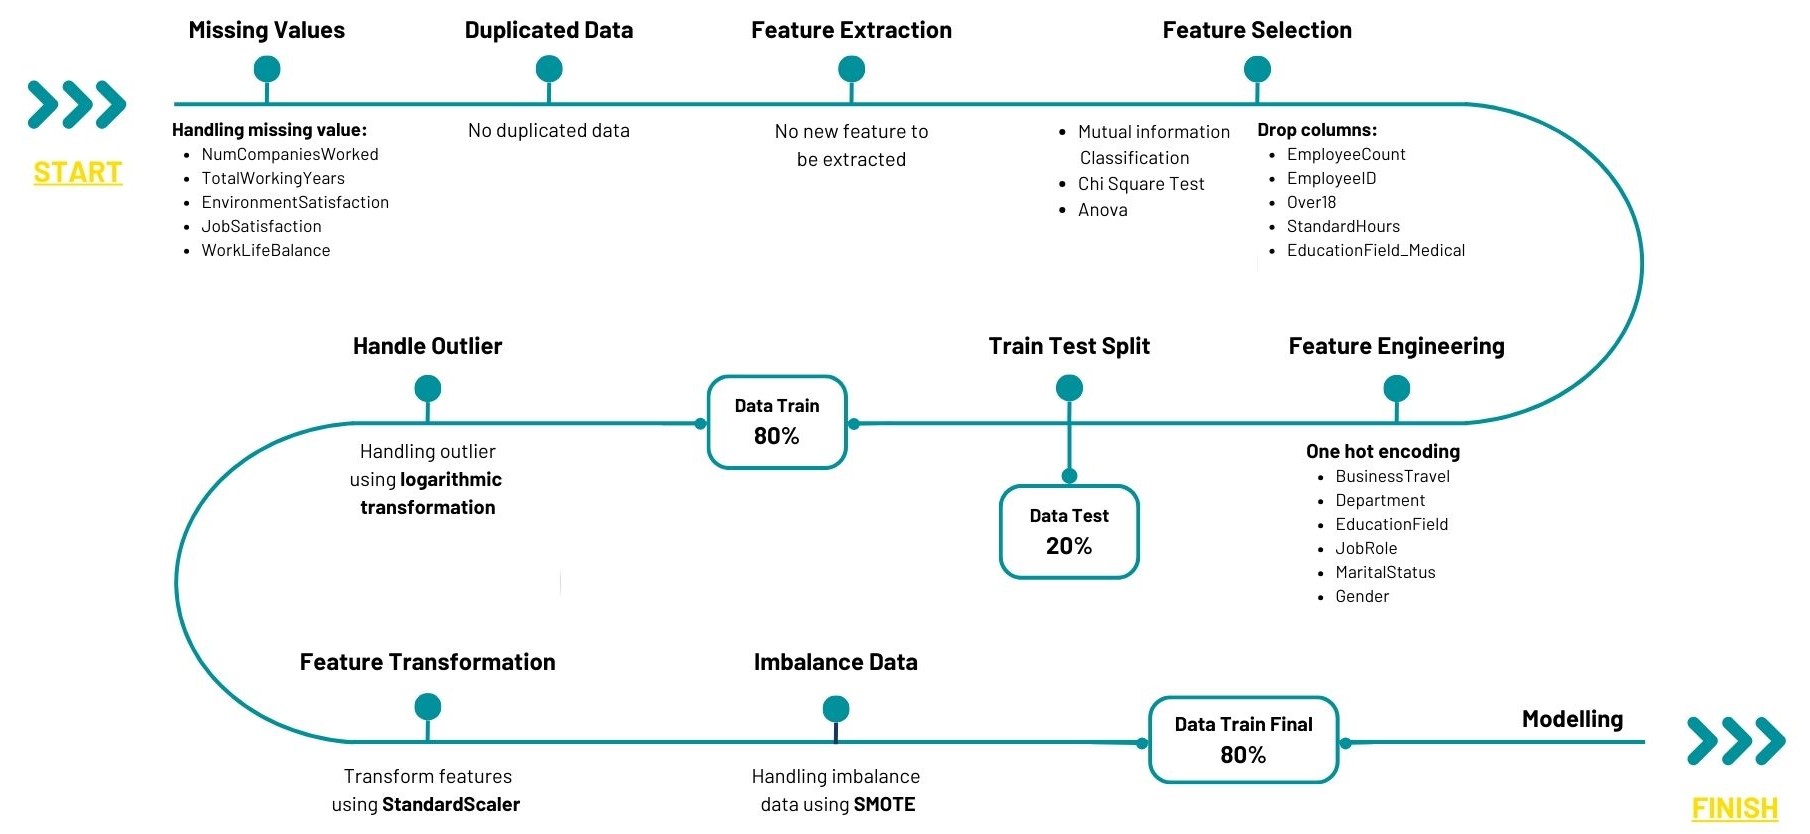 START
Missing Values
Handling missing value:
• NumCompaniesWorked
• TotalWorkingYears
• EnvironmentSatisfaction
• JobSatisfaction
• WorkLifeBalance
Duplicated Data
No duplicated data
Feature Extraction
No new feature to
be extracted
Feature Selection
• Mutual information
Classification
• Chi Square Test
• Anova
Drop columns:
• EmployeeCount
• EmployeeID
• Over18
• StandardHours
• EducationField_Medical
Feature Engineering
One hot encoding
• BusinessTravel
• Department
• EducationField
• JobRole
• MaritalStatus
• Gender
Train Test Split
Data Test
20%
Data Train
80%
Handle Outlier
Handling outlier
using logarithmic
transformation
Feature Transformation
Transform features
using StandardScaler
Imbalance Data
Handling imbalance
data using SMOTE
Data Train Final
80%
Modelling
FINISH